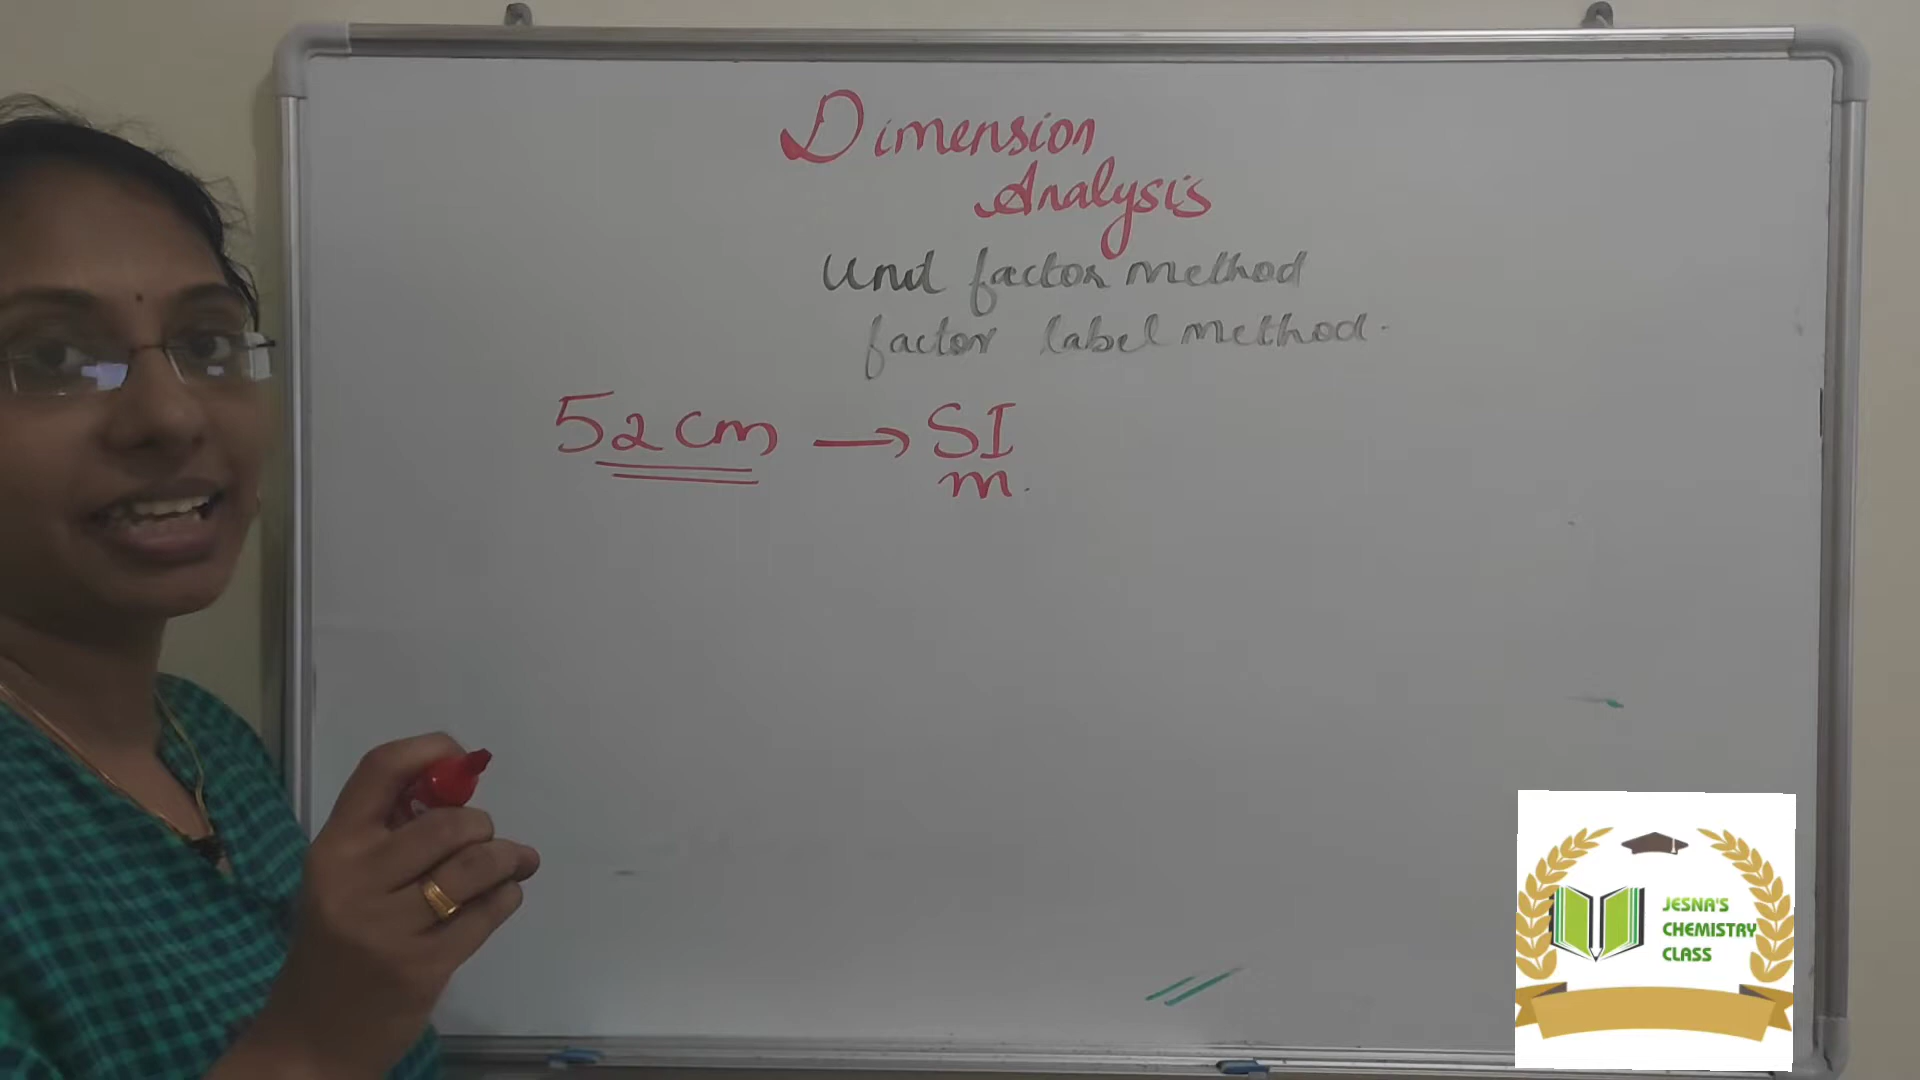 Dimension
Analysis
Unit factor method
factor label method.
52 cm → SI
m.
JESNA'S
CHEMISTRY
CLASS